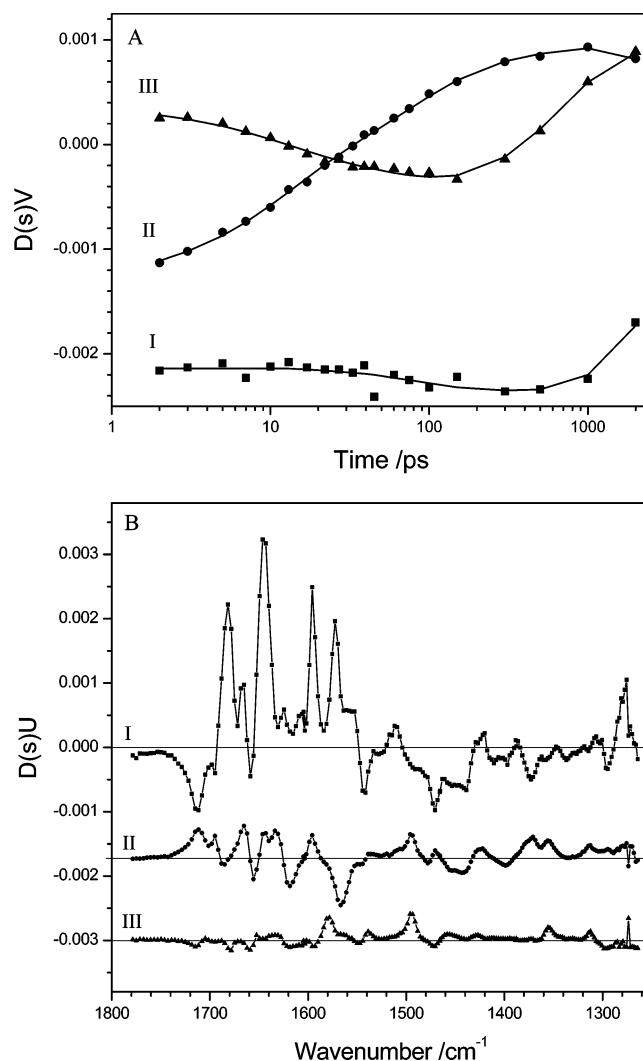 A
0.001
III
0.000
D(s)V
II
-0.001
I
-0.002
1 10 100 1000
Time /ps
B
0.003
0.002
0.001
D(s)U
I
0.000
-0.001
II
-0.002
III
-0.003
1800 1700 1600 1500 1400 1300
Wavenumber /cm-1